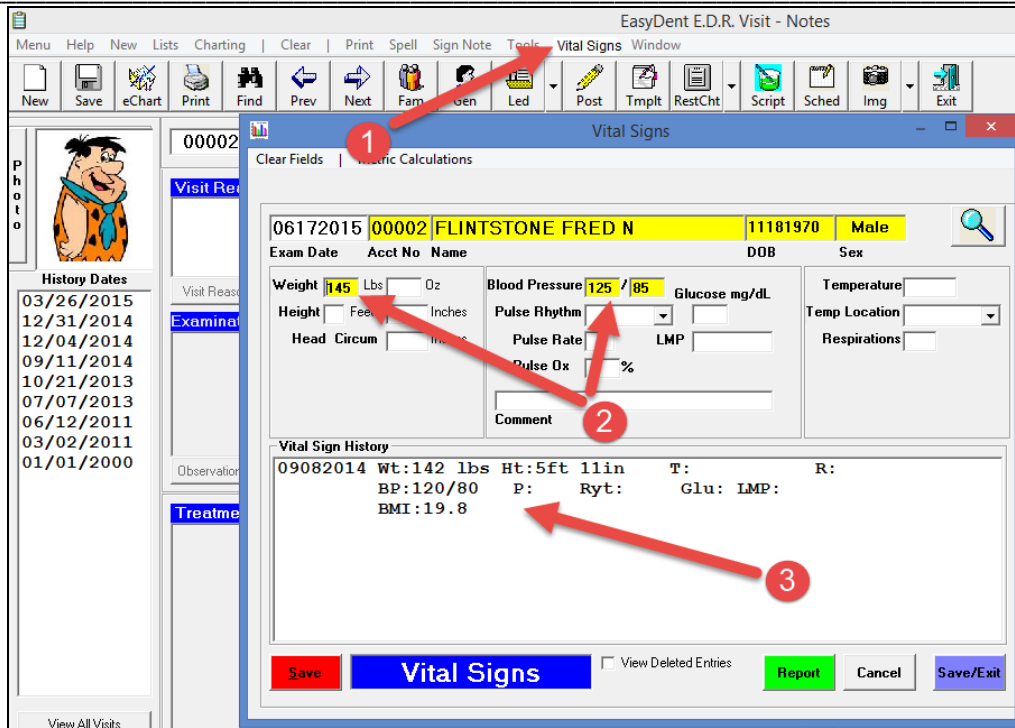 EasyDent E.D.R. Visit - Notes
Menu Help New Lists Charting | Clear | Print Spell Sign Note Tools Vital Signs Window
New Save eChart Print Find Prev Next Fam Gen Led Post Tmplt RestCht Script Sched Img Exit
1
Photo
00002
Visit Rea
Visit Reaso
Examinat
Observation
Treatme
History Dates
03/26/2015
12/31/2014
12/04/2014
09/11/2014
10/21/2013
07/07/2013
06/12/2011
03/02/2011
01/01/2000
View All Visits
Vital Signs
Clear Fields | Metric Calculations
06172015 00002 FLINTSTONE FRED N 11181970 Male
Exam Date Acct No Name DOB Sex
Weight 145 Lbs Oz Blood Pressure 125 / 85 Glucose mg/dL Temperature
Height Feet Inches Pulse Rhythm Temp Location
Head Circum Inches Pulse Rate LMP Respirations
Pulse Ox %
2
Comment
Vital Sign History
09082014 Wt:142 lbs Ht:5ft 11in T: R:
BP:120/80 P: Ryt: Glu: LMP:
BMI:19.8
3
Save Vital Signs View Deleted Entries Report Cancel Save/Exit